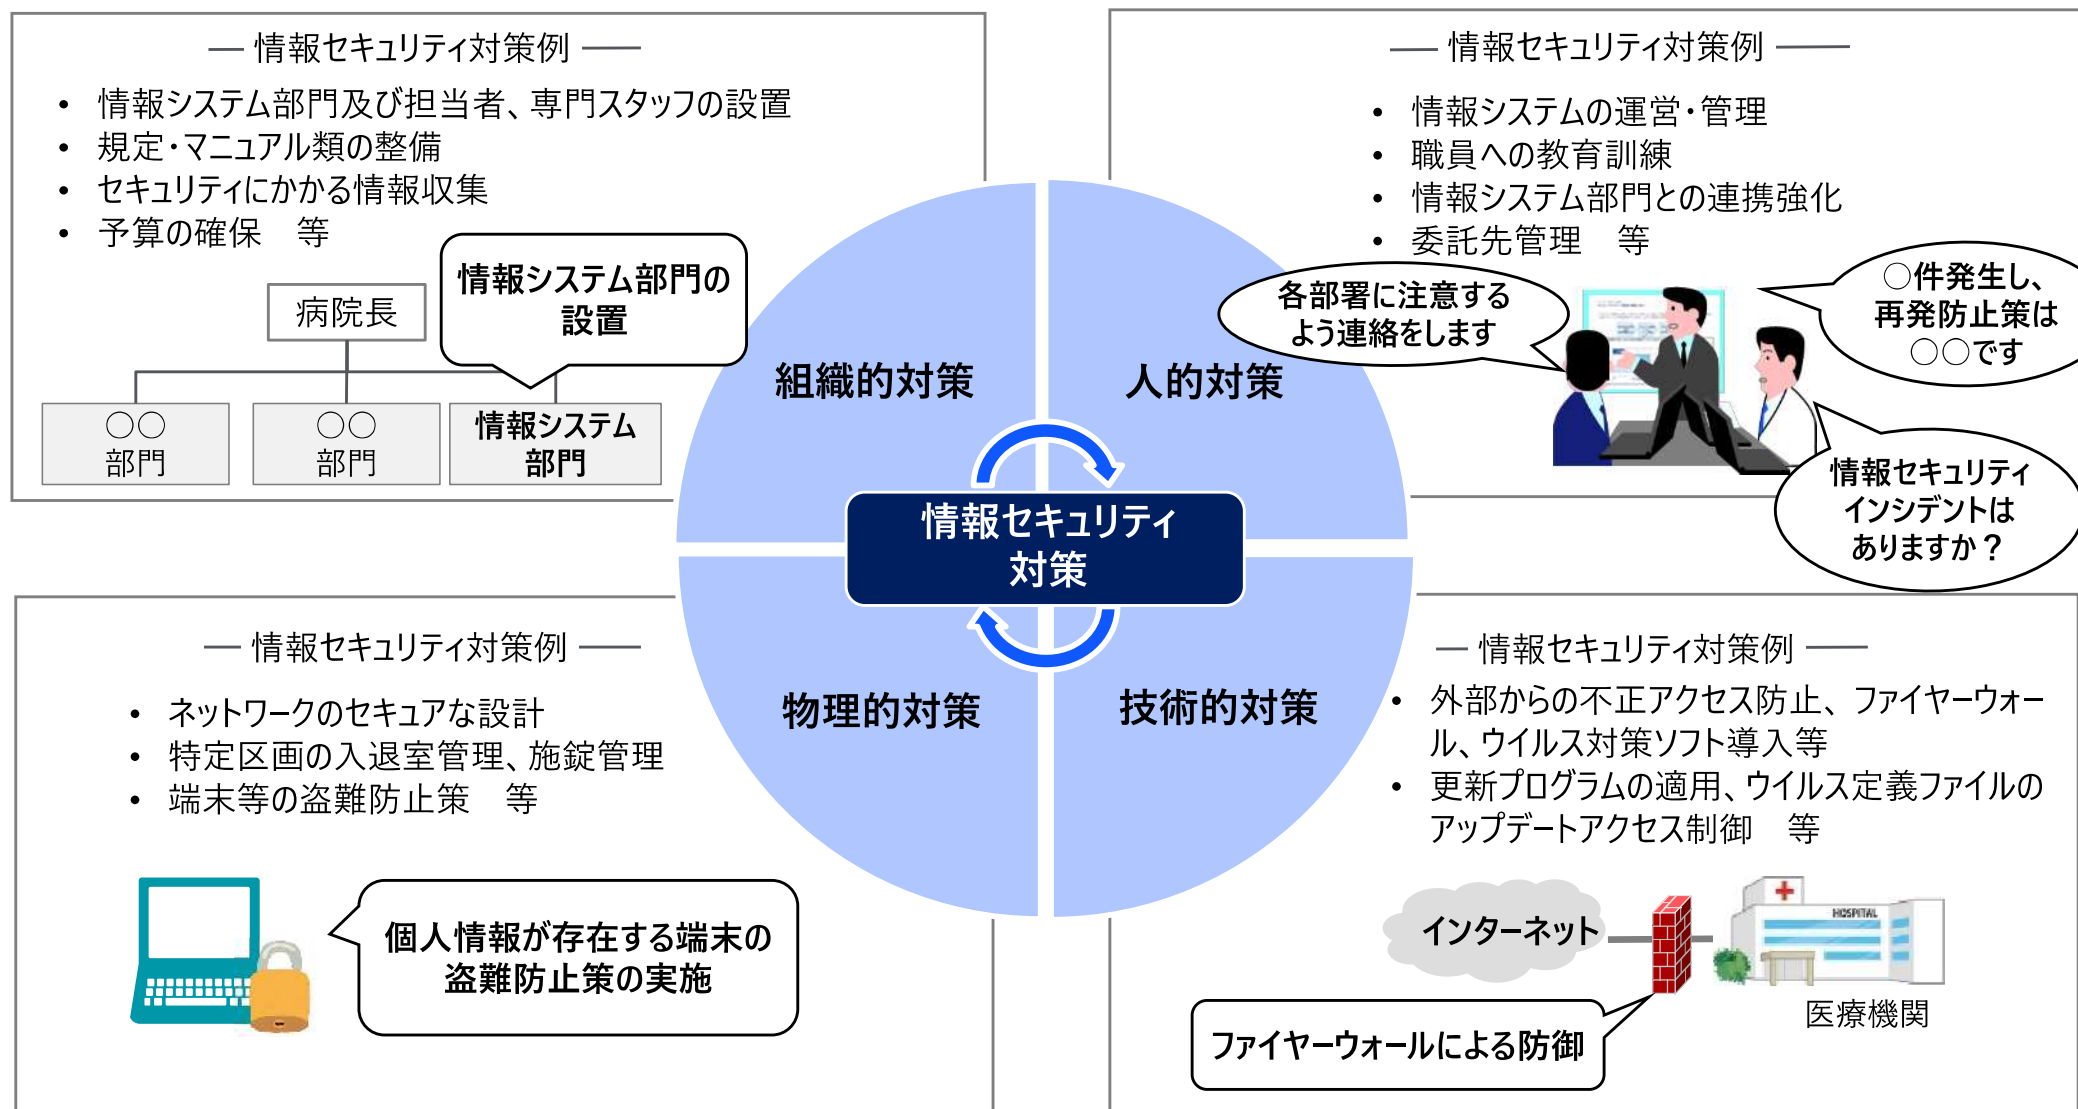 情報セキュリティ対策例
• 情報システム部門及び担当者、専門スタッフの設置
• 規定・マニュアル類の整備
• セキュリティにかかる情報収集
• 予算の確保　等
情報システム部門の
設置
病院長
〇〇
部門
〇〇
部門
情報システム
部門
情報セキュリティ対策例
• 情報システムの運営・管理
• 職員への教育訓練
• 情報システム部門との連携強化
• 委託先管理　等
各部署に注意する
よう連絡をします
〇件発生し、
再発防止策は
〇〇です
情報セキュリティ
インシデントは
ありますか？
組織的対策
人的対策
情報セキュリティ
対策
物理的対策
技術的対策
情報セキュリティ対策例
• ネットワークのセキュアな設計
• 特定区画の入退室管理、施錠管理
• 端末等の盗難防止策　等
個人情報が存在する端末の
盗難防止策の実施
情報セキュリティ対策例
• 外部からの不正アクセス防止、ファイヤーウォー
ル、ウイルス対策ソフト導入等
• 更新プログラムの適用、ウイルス定義ファイルの
アップデートアクセス制御　等
インターネット
HOSPITAL
医療機関
ファイヤーウォールによる防御